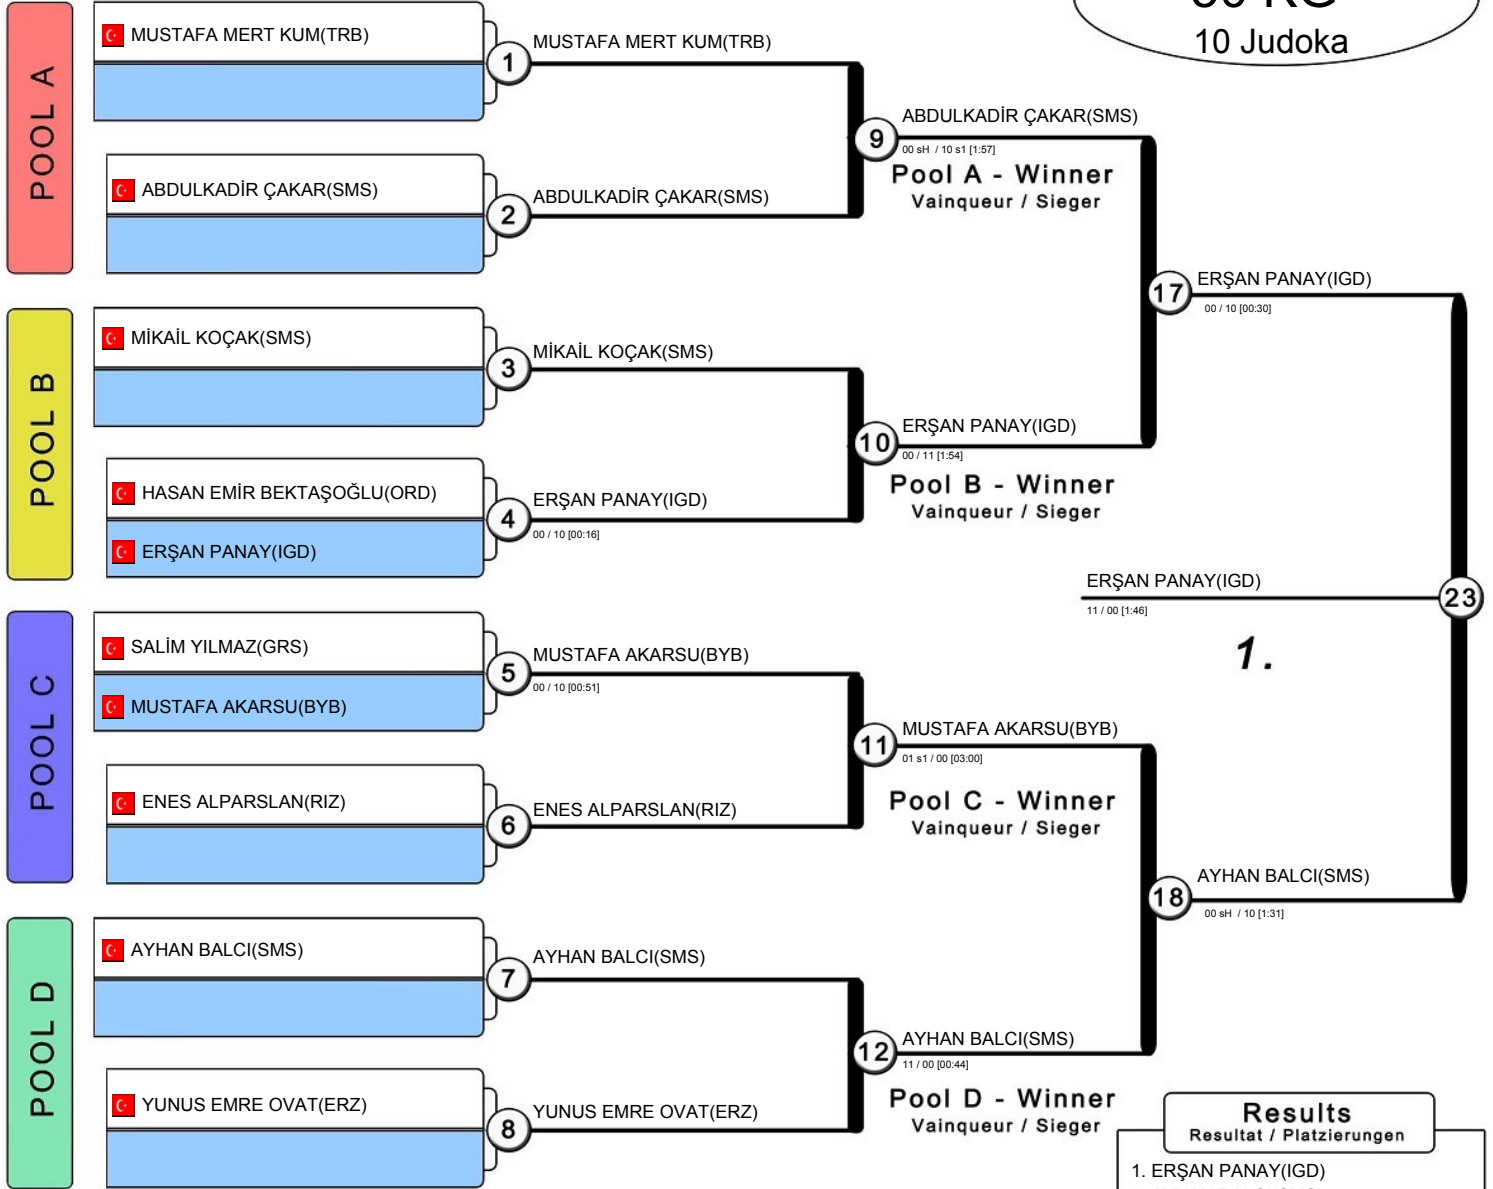 KG
10 Judoka
POOL A
MUSTAFA MERT KUM(TRB)
1
MUSTAFA MERT KUM(TRB)
ABDULKADİR ÇAKAR(SMS)
2
ABDULKADİR ÇAKAR(SMS)
9
ABDULKADİR ÇAKAR(SMS)
00 sH / 10 s1 [1:57]
Pool A - Winner
Vainqueur / Sieger
POOL B
MİKAİL KOÇAK(SMS)
3
MİKAİL KOÇAK(SMS)
HASAN EMİR BEKTAŞOĞLU(ORD)
ERŞAN PANAY(IGD)
4
ERŞAN PANAY(IGD)
00 / 10 [00:16]
10
ERŞAN PANAY(IGD)
00 / 11 [1:54]
Pool B - Winner
Vainqueur / Sieger
17
ERŞAN PANAY(IGD)
00 / 10 [00:30]
POOL C
SALİM YILMAZ(GRS)
MUSTAFA AKARSU(BYB)
5
MUSTAFA AKARSU(BYB)
00 / 10 [00:51]
ENES ALPARSLAN(RIZ)
6
ENES ALPARSLAN(RIZ)
11
MUSTAFA AKARSU(BYB)
01 s1 / 00 [03:00]
Pool C - Winner
Vainqueur / Sieger
POOL D
AYHAN BALCI(SMS)
7
AYHAN BALCI(SMS)
YUNUS EMRE OVAT(ERZ)
8
YUNUS EMRE OVAT(ERZ)
12
AYHAN BALCI(SMS)
11 / 00 [00:44]
Pool D - Winner
Vainqueur / Sieger
18
AYHAN BALCI(SMS)
00 sH / 10 [1:31]
ERŞAN PANAY(IGD)
11 / 00 [1:46]
23
1.
Results
Resultat / Platzierungen
1. ERŞAN PANAY(IGD)